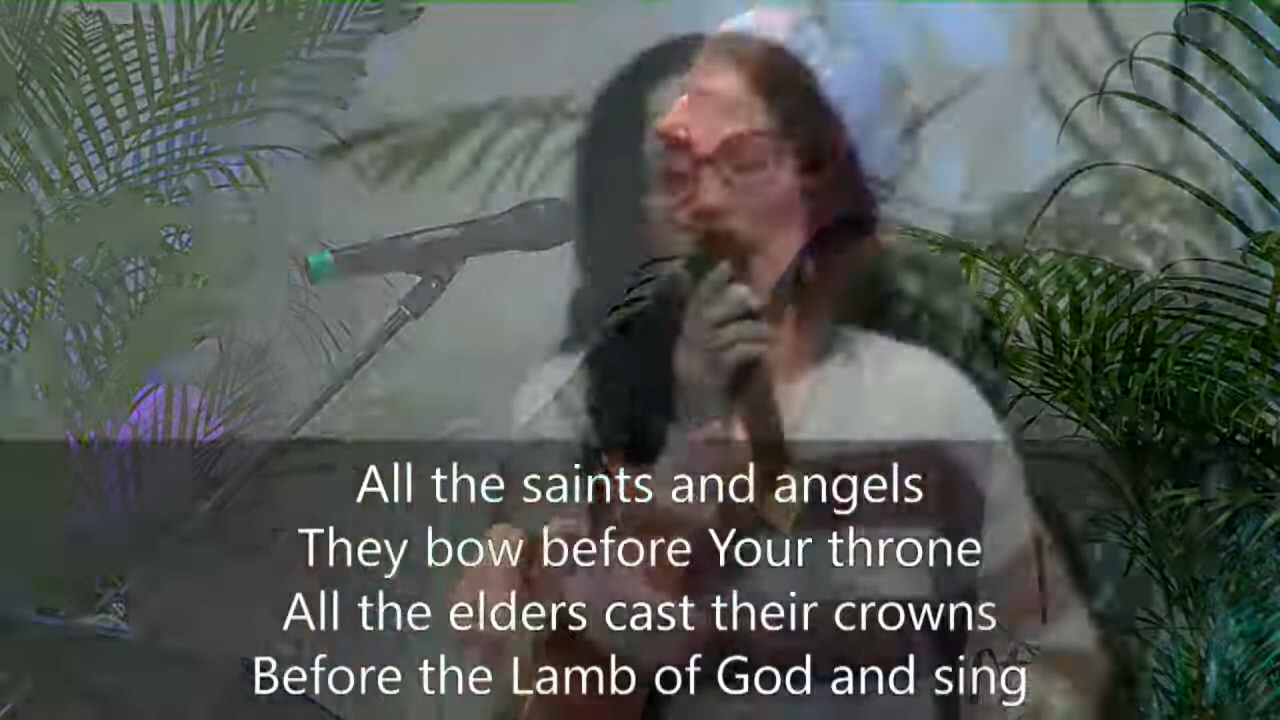 All the saints and angels
They bow before Your throne
All the elders cast their crowns
Before the Lamb of God and sing